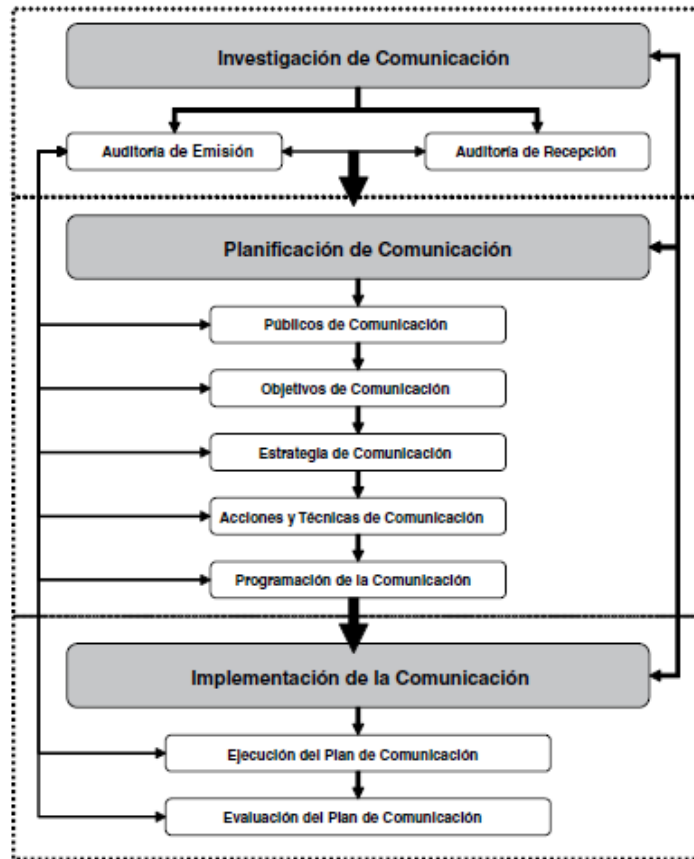 Investigación de Comunicación
Auditoría de Emisión
Auditoría de Recepción
Planificación de Comunicación
Públicos de Comunicación
Objetivos de Comunicación
Estrategia de Comunicación
Acciones y Técnicas de Comunicación
Programación de la Comunicación
Implementación de la Comunicación
Ejecución del Plan de Comunicación
Evaluación del Plan de Comunicación